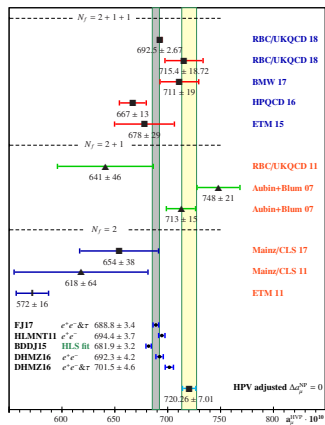 N_f = 2 + 1 + 1
RBC/UKQCD 18
692.5 ± 2.67
RBC/UKQCD 18
715.4 ± 18.72
BMW 17
711 ± 19
HPQCD 16
667 ± 13
ETM 15
678 ± 29
N_f = 2 + 1
RBC/UKQCD 11
641 ± 46
Aubin+Blum 07
748 ± 21
Aubin+Blum 07
713 ± 15
N_f = 2
Mainz/CLS 17
654 ± 38
Mainz/CLS 11
618 ± 64
ETM 11
572 ± 16
FJ17 e⁺e⁻&τ 688.8 ± 3.4
HLMNT11 e⁺e⁻ 694.4 ± 3.7
BDDJ15 HLS fit 681.9 ± 3.2
DHMZ16 e⁺e⁻ 692.3 ± 4.2
DHMZ16 e⁺e⁻&τ 701.5 ± 4.6
HPV adjusted Δa_μ^NP = 0
720.26 ± 7.01
600 650 700 750 a_μ^HVP · 10¹⁰